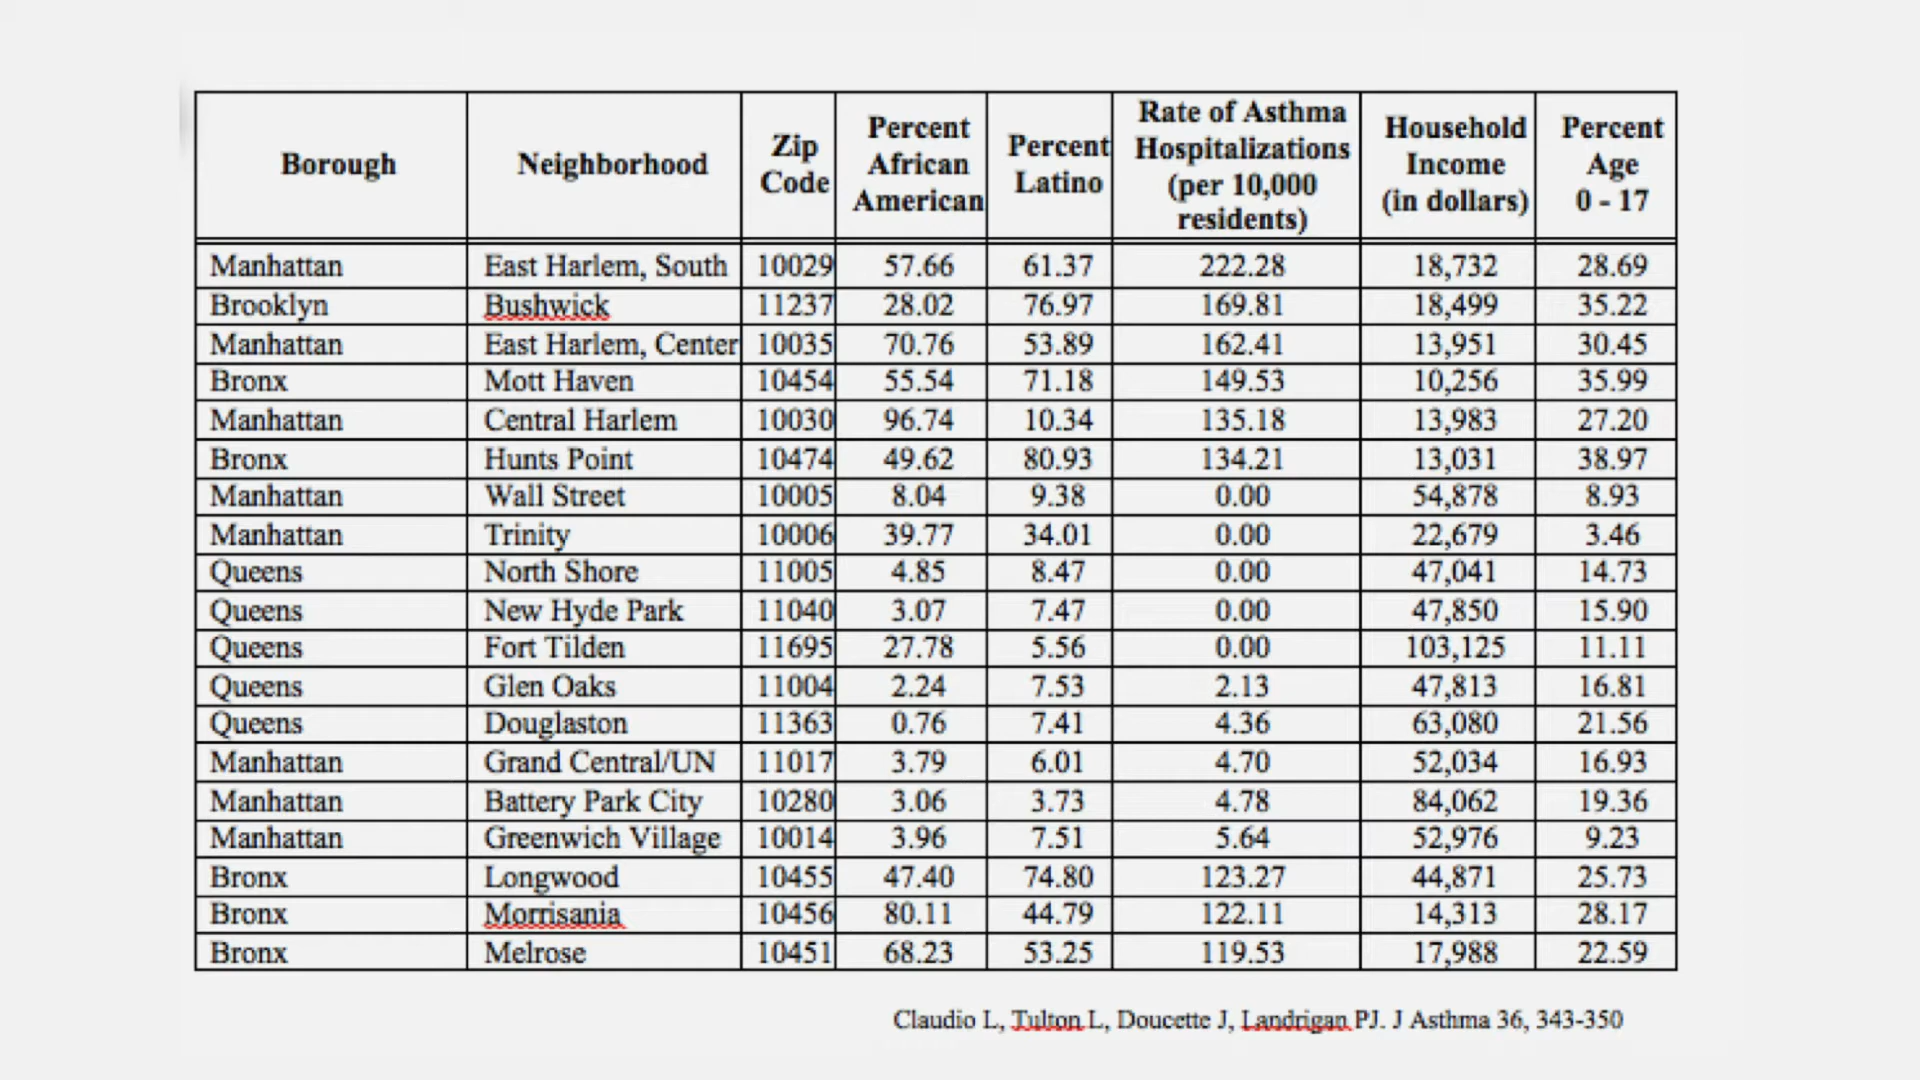 Borough Neighborhood Zip Code Percent African American Percent Latino Rate of Asthma Hospitalizations (per 10,000 residents) Household Income (in dollars) Percent Age 0 - 17
Manhattan East Harlem, South 10029 57.66 61.37 222.28 18,732 28.69
Brooklyn Bushwick 11237 28.02 76.97 169.81 18,499 35.22
Manhattan East Harlem, Center 10035 70.76 53.89 162.41 13,951 30.45
Bronx Mott Haven 10454 55.54 71.18 149.53 10,256 35.99
Manhattan Central Harlem 10030 96.74 10.34 135.18 13,983 27.20
Bronx Hunts Point 10474 49.62 80.93 134.21 13,031 38.97
Manhattan Wall Street 10005 8.04 9.38 0.00 54,878 8.93
Manhattan Trinity 10006 39.77 34.01 0.00 22,679 3.46
Queens North Shore 11005 4.85 8.47 0.00 47,041 14.73
Queens New Hyde Park 11040 3.07 7.47 0.00 47,850 15.90
Queens Fort Tilden 11695 27.78 5.56 0.00 103,125 11.11
Queens Glen Oaks 11004 2.24 7.53 2.13 47,813 16.81
Queens Douglaston 11363 0.76 7.41 4.36 63,080 21.56
Manhattan Grand Central/UN 11017 3.79 6.01 4.70 52,034 16.93
Manhattan Battery Park City 10280 3.06 3.73 4.78 84,062 19.36
Manhattan Greenwich Village 10014 3.96 7.51 5.64 52,976 9.23
Bronx Longwood 10455 47.40 74.80 123.27 44,871 25.73
Bronx Morrisania 10456 80.11 44.79 122.11 14,313 28.17
Bronx Melrose 10451 68.23 53.25 119.53 17,988 22.59
Claudio L, Tulton L, Doucette J, Landrigan PJ. J Asthma 36, 343-350